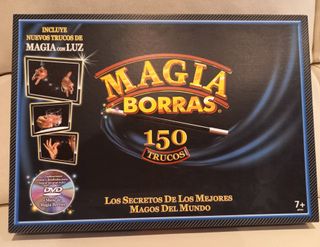 INCLUYE
NUEVOS TRUCOS DE
MAGIA CON LUZ
MAGIA
BORRAS
150
TRUCOS
DVD
LOS SECRETOS DE LOS MEJORES
MAGOS DEL MUNDO
7+